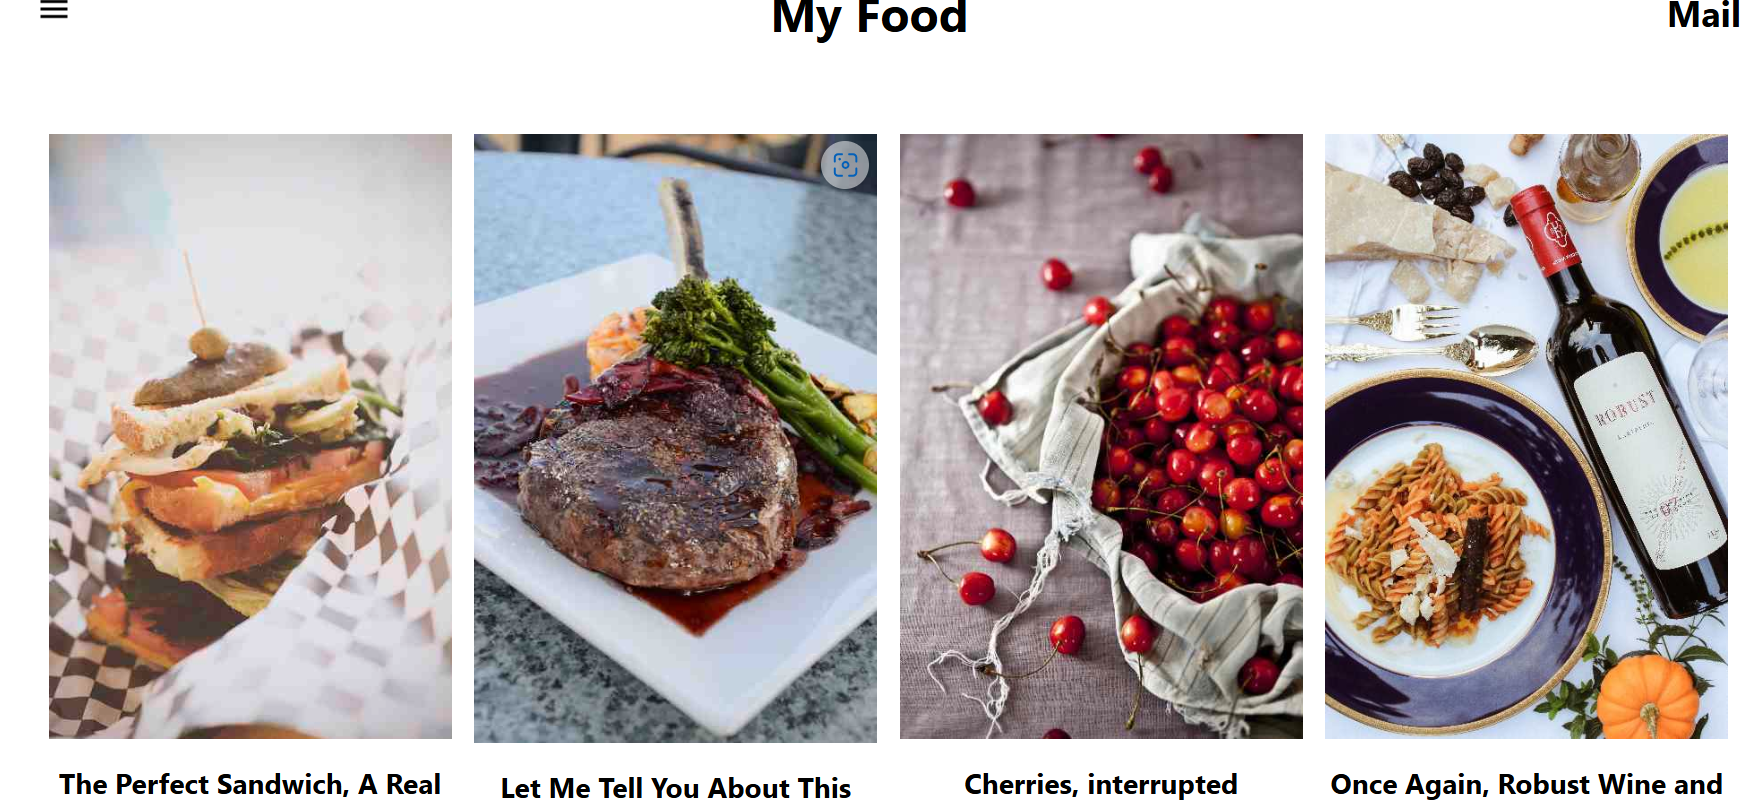 My Food
Mail
ROBUST
The Perfect Sandwich, A Real
Let Me Tell You About This
Cherries, interrupted
Once Again, Robust Wine and